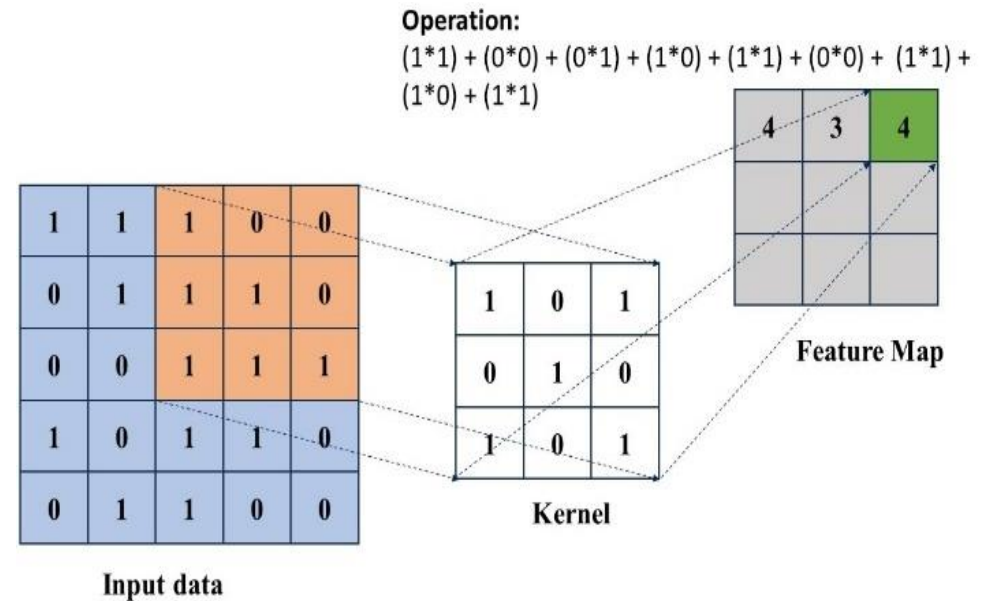 Operation:
(1*1) + (0*0) + (0*1) + (1*0) + (1*1) + (0*0) + (1*1) +
(1*0) + (1*1)
4 3 4
1 1 1 0 0
0 1 1 1 0
0 0 1 1 1
1 0 1 1 0
0 1 1 0 0
Input data
1 0 1
0 1 0
1 0 1
Kernel
Feature Map